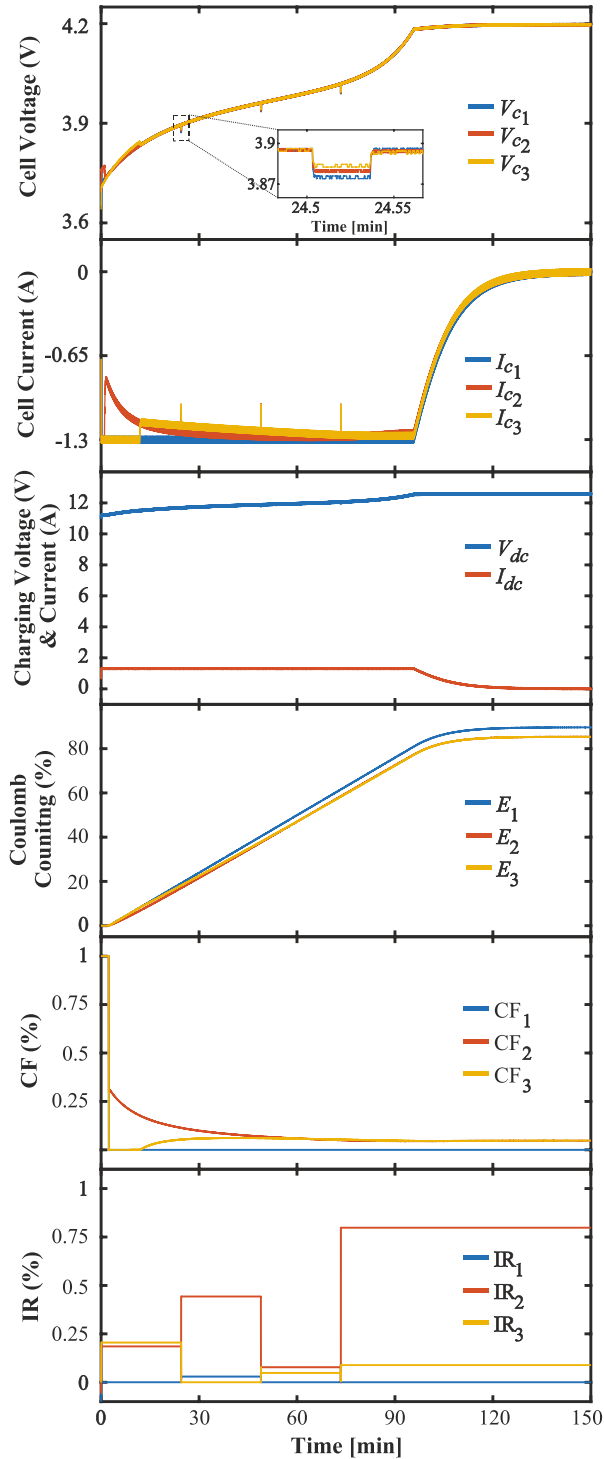 Cell Voltage (V)
4.2
3.9
3.6
Vc1
Vc2
Vc3
3.9
3.87
24.5
24.55
Time [min]
Cell Current (A)
0
-0.65
-1.3
Ic1
Ic2
Ic3
Charging Voltage (V)
& Current (A)
12
10
8
6
4
2
0
Vdc
Idc
Coulomb
Counitng (%)
80
60
40
20
0
E1
E2
E3
CF (%)
1
0.75
0.5
0.25
0
CF1
CF2
CF3
IR (%)
1
0.75
0.5
0.25
0
IR1
IR2
IR3
0
30
60
90
120
150
Time [min]